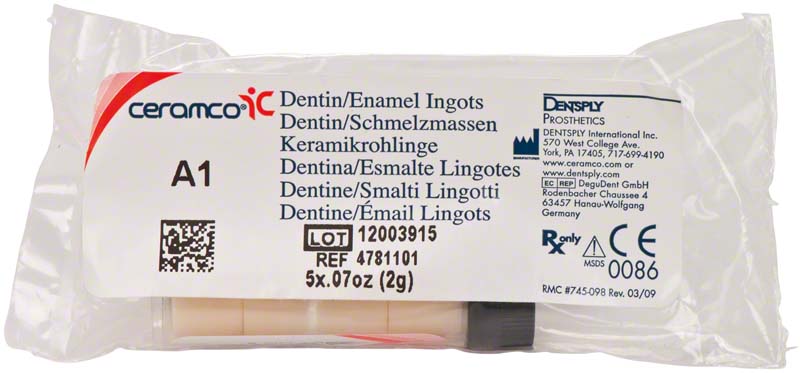 ceramco® iC
A1
Dentin/Enamel Ingots
Dentin/Schmelzmassen
Keramikrohlinge
Dentina/Esmalte Lingotes
Dentine/Smalti Lingotti
Dentine/Émail Lingots
LOT 12003915
REF 4781101
5x.07oz (2g)
MANUFACTURER
DENTSPLY
PROSTHETICS
DENTSPLY International Inc.
570 West College Ave.
York, PA 17405, 717-699-4190
www.ceramco.com or
www.dentsply.com
EC REP DeguDent GmbH
Rodenbacher Chaussee 4
63457 Hanau-Wolfgang
Germany
Rx only
MSDS
CE
0086
RMC #745-098 Rev. 03/09